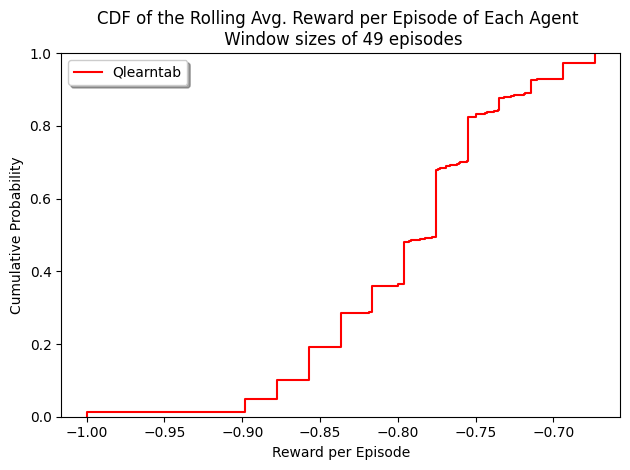 CDF of the Rolling Avg. Reward per Episode of Each Agent
Window sizes of 49 episodes
1.0
Qlearntab
0.8
0.6
Cumulative Probability
0.4
0.2
0.0
−1.00 −0.95 −0.90 −0.85 −0.80 −0.75 −0.70
Reward per Episode